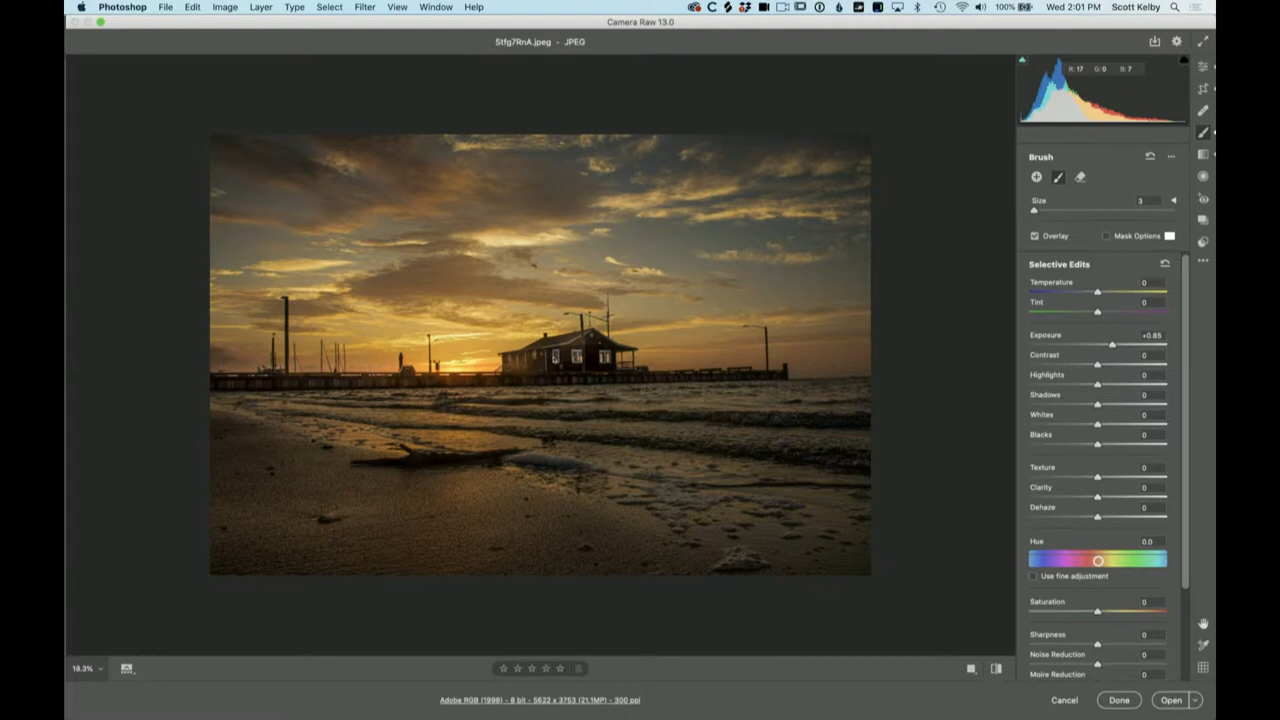 Photoshop File Edit Image Layer Type Select Filter View Window Help 100% Wed 2:01 PM Scott Kelby
Camera Raw 13.0
Stfg7RnA.jpeg - JPEG
R: 17 G: 0 B: 7
Brush
Size 3
Overlay Mask Options
Selective Edits
Temperature 0
Tint 0
Exposure +0.85
Contrast 0
Highlights 0
Shadows 0
Whites 0
Blacks 0
Texture 0
Clarity 0
Dehaze 0
Hue 0.0
Use fine adjustment
Saturation 0
Sharpness 0
Noise Reduction 0
Moire Reduction 0
18.3%
Adobe RGB (1998) - 8 bit - 5622 x 3753 (21.1MP) - 300 ppi
Cancel Done Open